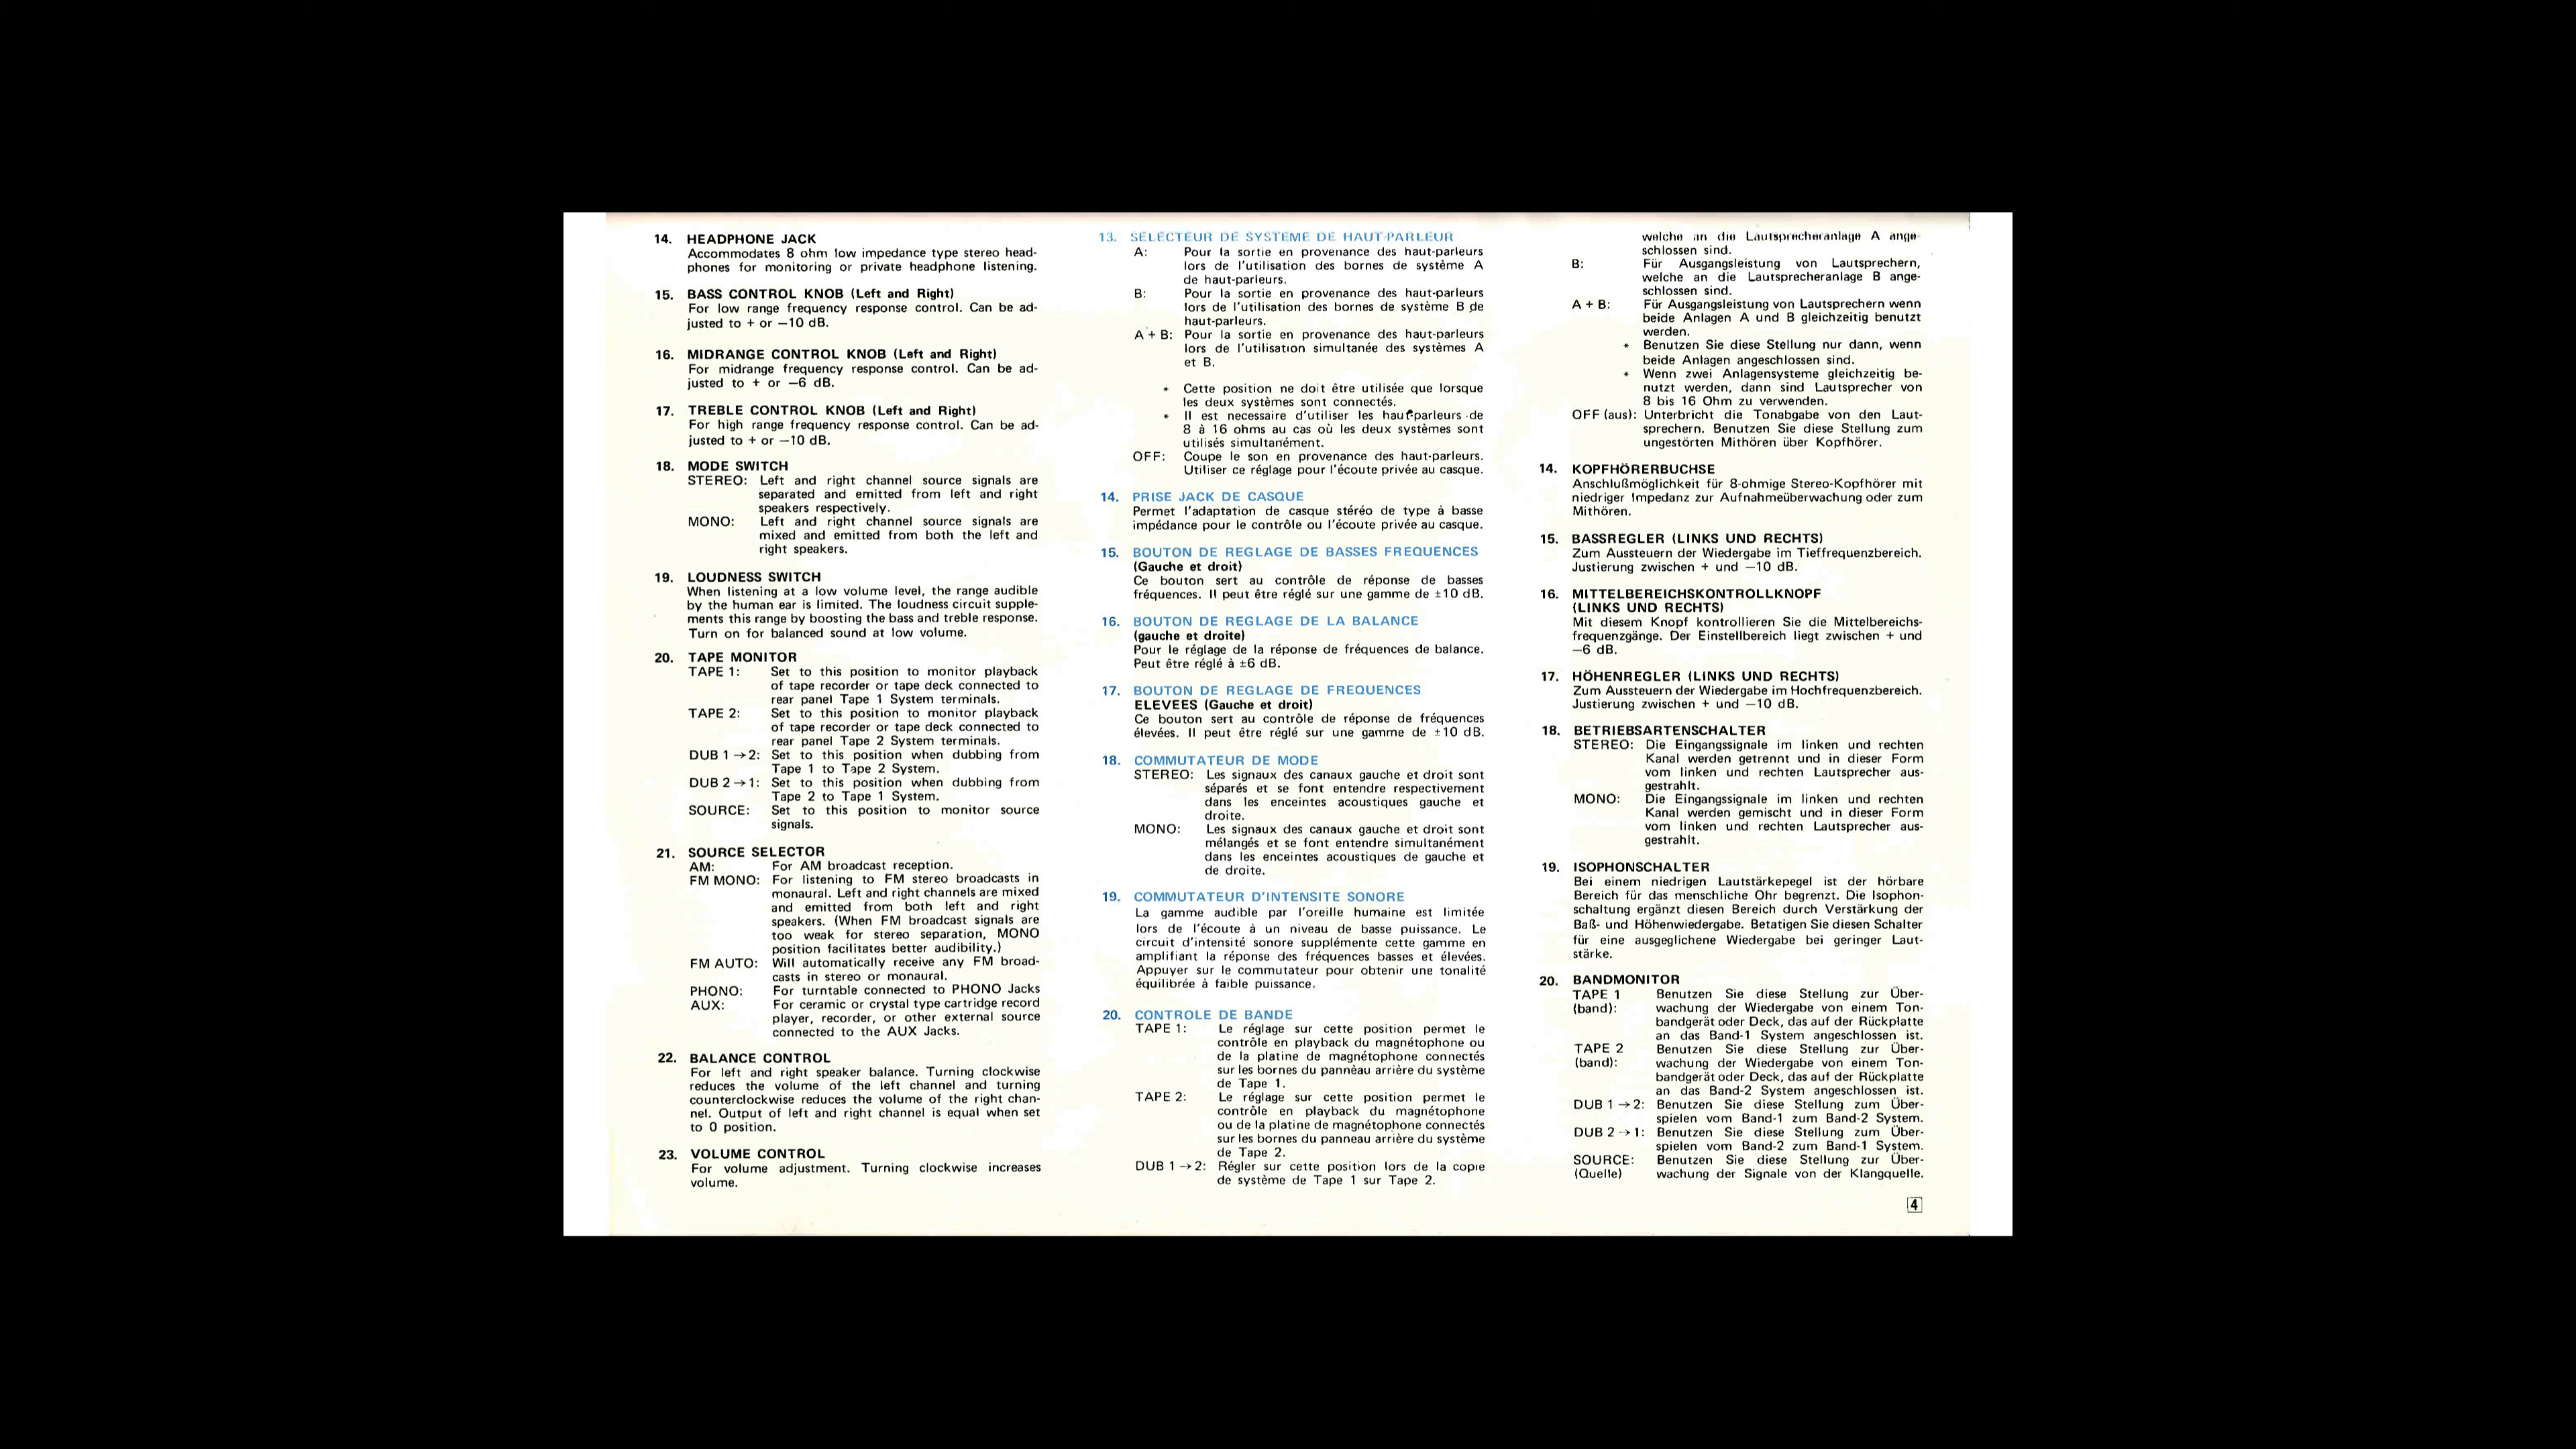 14. HEADPHONE JACK
Accommodates 8 ohm low impedance type stereo head-
phones for monitoring or private headphone listening.
15. BASS CONTROL KNOB (Left and Right)
For low range frequency response control. Can be ad-
justed to + or —10 dB.
16. MIDRANGE CONTROL KNOB (Left and Right)
For midrange frequency response control. Can be ad-
justed to + or —6 dB.
17. TREBLE CONTROL KNOB (Left and Right)
For high range frequency response control. Can be ad-
justed to + or —10 dB.
18. MODE SWITCH
STEREO: Left and right channel source signals are
separated and emitted from left and right
speakers respectively.
MONO: Left and right channel source signals are
mixed and emitted from both the left and
right speakers.
19. LOUDNESS SWITCH
When listening at a low volume level, the range audible
by the human ear is limited. The loudness circuit supple-
ments this range by boosting the bass and treble response.
Turn on for balanced sound at low volume.
20. TAPE MONITOR
TAPE 1: Set to this position to monitor playback
of tape recorder or tape deck connected to
rear panel Tape 1 System terminals.
TAPE 2: Set to this position to monitor playback
of tape recorder or tape deck connected to
rear panel Tape 2 System terminals.
DUB 1→2: Set to this position when dubbing from
Tape 1 to Tape 2 System.
DUB 2→1: Set to this position when dubbing from
Tape 2 to Tape 1 System.
SOURCE: Set to this position to monitor source
signals.
21. SOURCE SELECTOR
AM: For AM broadcast reception.
FM MONO: For listening to FM stereo broadcasts in
monaural. Left and right channels are mixed
and emitted from both left and right
speakers. (When FM broadcast signals are
too weak for stereo separation, MONO
position facilitates better audibility.)
FM AUTO: Will automatically receive any FM broad-
casts in stereo or monaural.
PHONO: For turntable connected to PHONO Jacks
AUX: For ceramic or crystal type cartridge record
player, recorder, or other external source
connected to the AUX Jacks.
22. BALANCE CONTROL
For left and right speaker balance. Turning clockwise
reduces the volume of the left channel and turning
counterclockwise reduces the volume of the right chan-
nel. Output of left and right channel is equal when set
to 0 position.
23. VOLUME CONTROL
For volume adjustment. Turning clockwise increases
volume.
13. SELECTEUR DE SYSTEME DE HAUT-PARLEUR
A: Pour la sortie en provenance des haut-parleurs
lors de l'utilisation des bornes de système A
de haut-parleurs.
B: Pour la sortie en provenance des haut-parleurs
lors de l'utilisation des bornes de système B de
haut-parleurs.
A + B: Pour la sortie en provenance des haut-parleurs
lors de l'utilisation simultanée des systèmes A
et B.
* Cette position ne doit être utilisée que lorsque
les deux systèmes sont connectés.
* Il est necessaire d'utiliser les haut-parleurs de
8 à 16 ohms au cas où les deux systèmes sont
utilisés simultanément.
OFF: Coupe le son en provenance des haut-parleurs.
Utiliser ce réglage pour l'écoute privée au casque.
14. PRISE JACK DE CASQUE
Permet l'adaptation de casque stéréo de type à basse
impédance pour le contrôle ou l'écoute privée au casque.
15. BOUTON DE REGLAGE DE BASSES FREQUENCES
(Gauche et droit)
Ce bouton sert au contrôle de réponse de basses
fréquences. Il peut être réglé sur une gamme de ±10 dB.
16. BOUTON DE REGLAGE DE LA BALANCE
(gauche et droite)
Pour le réglage de la réponse de fréquences de balance.
Peut être réglé à ±6 dB.
17. BOUTON DE REGLAGE DE FREQUENCES
ELEVEES (Gauche et droit)
Ce bouton sert au contrôle de réponse de fréquences
élevées. Il peut être réglé sur une gamme de ±10 dB.
18. COMMUTATEUR DE MODE
STEREO: Les signaux des canaux gauche et droit sont
séparés et se font entendre respectivement
dans les enceintes acoustiques gauche et
droite.
MONO: Les signaux des canaux gauche et droit sont
mélangés et se font entendre simultanément
dans les enceintes acoustiques de gauche et
de droite.
19. COMMUTATEUR D'INTENSITE SONORE
La gamme audible par l'oreille humaine est limitée
lors de l'écoute à un niveau de basse puissance. Le
circuit d'intensité sonore supplémente cette gamme en
amplifiant la réponse des fréquences basses et élevées.
Appuyer sur le commutateur pour obtenir une tonalité
équilibrée à faible puissance.
20. CONTROLE DE BANDE
TAPE 1: Le réglage sur cette position permet le
contrôle en playback du magnétophone ou
de la platine de magnétophone connectés
sur les bornes du pannèau arrière du système
de Tape 1.
TAPE 2: Le réglage sur cette position permet le
contrôle en playback du magnétophone
ou de la platine de magnétophone connectés
sur les bornes du panneau arrière du système
de Tape 2.
DUB 1→2: Régler sur cette position lors de la copie
de système de Tape 1 sur Tape 2.
welche an die Lautsprecheranlage A ange-
schlossen sind.
B: Für Ausgangsleistung von Lautsprechern,
welche an die Lautsprecheranlage B ange-
schlossen sind.
A + B: Für Ausgangsleistung von Lautsprechern wenn
beide Anlagen A und B gleichzeitig benutzt
werden.
* Benutzen Sie diese Stellung nur dann, wenn
beide Anlagen angeschlossen sind.
* Wenn zwei Anlagensysteme gleichzeitig be-
nutzt werden, dann sind Lautsprecher von
8 bis 16 Ohm zu verwenden.
OFF (aus): Unterbricht die Tonabgabe von den Laut-
sprechern. Benutzen Sie diese Stellung zum
ungestörten Mithören über Kopfhörer.
14. KOPFHÖRERBUCHSE
Anschlußmöglichkeit für 8-ohmige Stereo-Kopfhörer mit
niedriger Impedanz zur Aufnahmeüberwachung oder zum
Mithören.
15. BASSREGLER (LINKS UND RECHTS)
Zum Aussteuern der Wiedergabe im Tieffrequenzbereich.
Justierung zwischen + und —10 dB.
16. MITTELBEREICHSKONTROLLKNOPF
(LINKS UND RECHTS)
Mit diesem Knopf kontrollieren Sie die Mittelbereichs-
frequenzgänge. Der Einstellbereich liegt zwischen + und
—6 dB.
17. HÖHENREGLER (LINKS UND RECHTS)
Zum Aussteuern der Wiedergabe im Hochfrequenzbereich.
Justierung zwischen + und —10 dB.
18. BETRIEBSARTENSCHALTER
STEREO: Die Eingangssignale im linken und rechten
Kanal werden getrennt und in dieser Form
vom linken und rechten Lautsprecher aus-
gestrahlt.
MONO: Die Eingangssignale im linken und rechten
Kanal werden gemischt und in dieser Form
vom linken und rechten Lautsprecher aus-
gestrahlt.
19. ISOPHONSCHALTER
Bei einem niedrigen Lautstärkepegel ist der hörbare
Bereich für das menschliche Ohr begrenzt. Die Isophon-
schaltung ergänzt diesen Bereich durch Verstärkung der
Baß- und Höhenwiedergabe. Betatigen Sie diesen Schalter
für eine ausgeglichene Wiedergabe bei geringer Laut-
stärke.
20. BANDMONITOR
TAPE 1 Benutzen Sie diese Stellung zur Über-
(band): wachung der Wiedergabe von einem Ton-
bandgerät oder Deck, das auf der Rückplatte
an das Band-1 System angeschlossen ist.
TAPE 2 Benutzen Sie diese Stellung zur Über-
(band): wachung der Wiedergabe von einem Ton-
bandgerät oder Deck, das auf der Rückplatte
an das Band-2 System angeschlossen ist.
DUB 1→2: Benutzen Sie diese Stellung zum Über-
spielen vom Band-1 zum Band-2 System.
DUB 2→1: Benutzen Sie diese Stellung zum Über-
spielen vom Band-2 zum Band-1 System.
SOURCE: Benutzen Sie diese Stellung zur Über-
(Quelle) wachung der Signale von der Klangquelle.
4